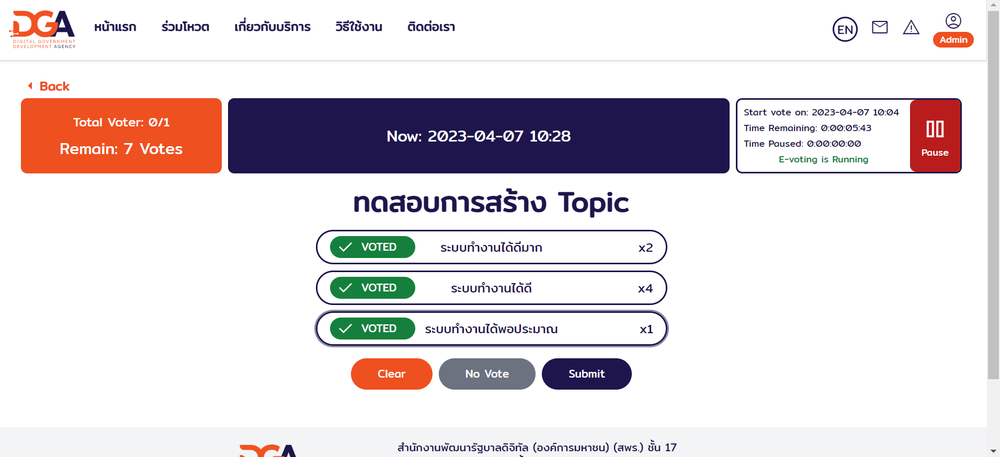 DGA
DIGITAL GOVERNMENT
DEVELOPMENT AGENCY
หน้าแรก
ร่วมโหวต
เกี่ยวกับบริการ
วิธีใช้งาน
ติดต่อเรา
EN
Admin
Back
Total Voter: 0/1
Remain: 7 Votes
Now: 2023-04-07 10:28
Start vote on: 2023-04-07 10:04
Time Remaining: 0:00:05:43
Time Paused: 0:00:00:00
E-voting is Running
Pause
ทดสอบการสร้าง Topic
VOTED ระบบทำงานได้ดีมาก x2
VOTED ระบบทำงานได้ดี x4
VOTED ระบบทำงานได้พอประมาณ x1
Clear
No Vote
Submit
DGA
สำนักงานพัฒนารัฐบาลดิจิทัล (องค์การมหาชน) (สพร.) ชั้น 17